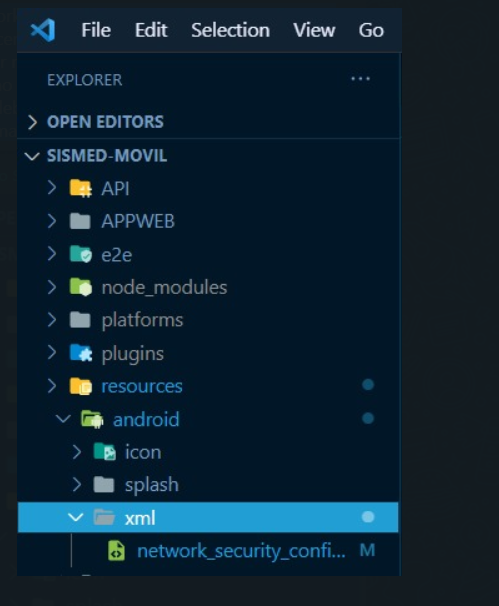 File Edit Selection View Go
EXPLORER ...
OPEN EDITORS
SISMED-MOVIL
API
APPWEB
e2e
node_modules
platforms
plugins
resources
android
icon
splash
xml
network_security_confi... M